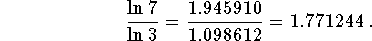 ln 7 / ln 3 = 1.945910 / 1.098612 = 1.771244 .